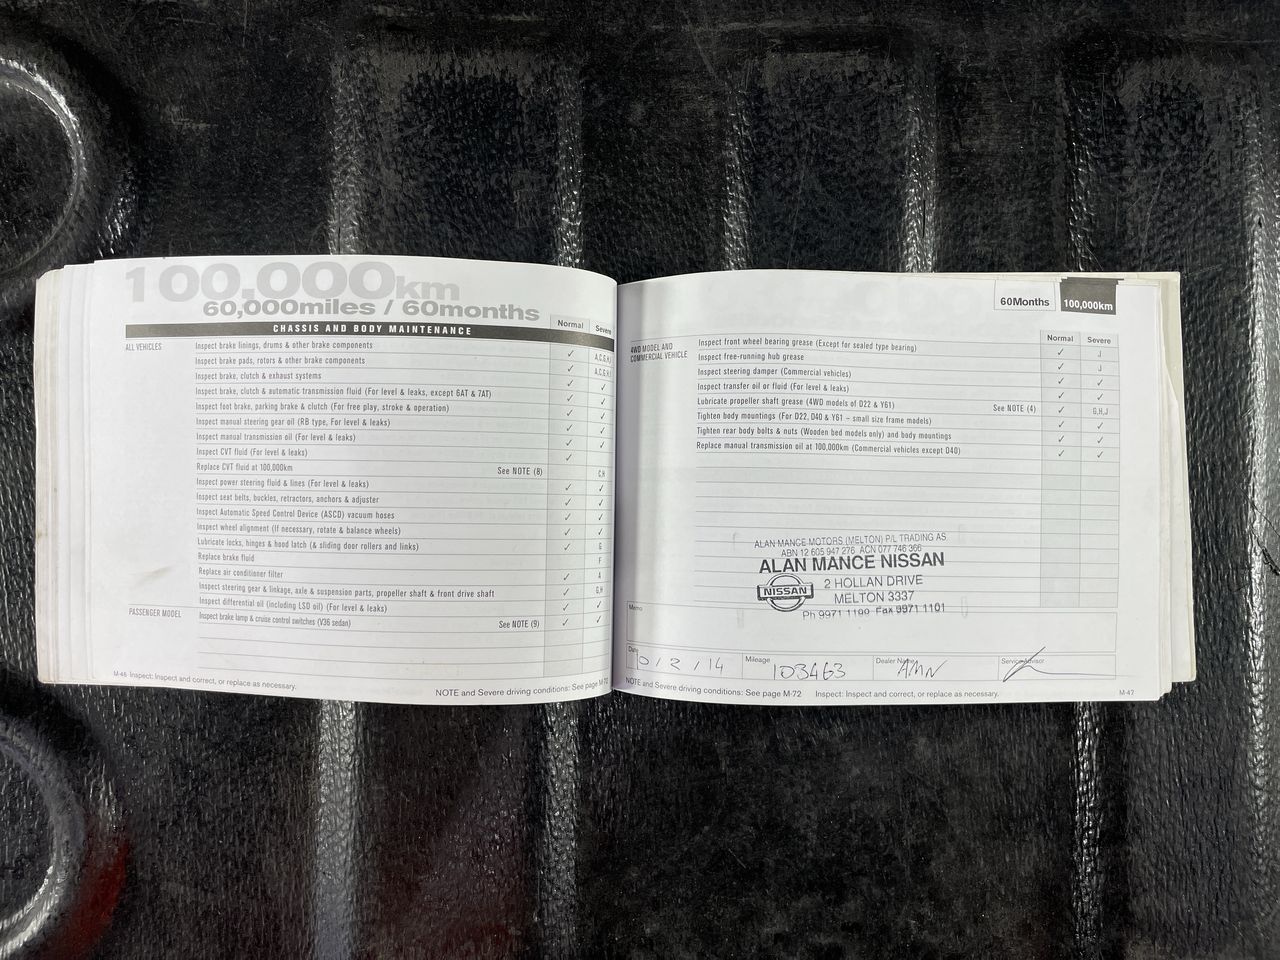 100,000km
60,000miles / 60months
CHASSIS AND BODY MAINTENANCE
Normal Severe
ALL VEHICLES
Inspect brake linings, drums & other brake components ✓ A,C,G,H,
Inspect brake pads, rotors & other brake components ✓ A,C,G,H,
Inspect brake, clutch & exhaust systems ✓ ✓
Inspect brake, clutch & automatic transmission fluid (For level & leaks, except 6AT & 7AT) ✓ ✓
Inspect foot brake, parking brake & clutch (For free play, stroke & operation) ✓ ✓
Inspect manual steering gear oil (RB type, For level & leaks) ✓ ✓
Inspect manual transmission oil (For level & leaks) ✓ ✓
Inspect CVT fluid (For level & leaks) ✓
Replace CVT fluid at 100,000km See NOTE (8) C,H
Inspect power steering fluid & lines (For level & leaks) ✓ ✓
Inspect seat belts, buckles, retractors, anchors & adjuster ✓ ✓
Inspect Automatic Speed Control Device (ASCD) vacuum hoses ✓ ✓
Inspect wheel alignment (If necessary, rotate & balance wheels) ✓ ✓
Lubricate locks, hinges & hood latch (& sliding door rollers and links) ✓ G
Replace brake fluid F
Replace air conditioner filter ✓ A
Inspect steering gear & linkage, axle & suspension parts, propeller shaft & front drive shaft G,H
Inspect differential oil (including LSD oil) (For level & leaks) ✓ ✓
PASSENGER MODEL
Inspect brake lamp & cruise control switches (V36 sedan) See NOTE (9) ✓ ✓
M-46 Inspect: Inspect and correct, or replace as necessary.
NOTE and Severe driving conditions: See page M-72
60Months 100,000km
Normal Severe
4WD MODEL AND
COMMERCIAL VEHICLE
Inspect front wheel bearing grease (Except for sealed type bearing) ✓ J
Inspect free-running hub grease ✓ J
Inspect steering damper (Commercial vehicles) ✓ ✓
Inspect transfer oil or fluid (For level & leaks) ✓ ✓
Lubricate propeller shaft grease (4WD models of D22 & Y61) See NOTE (4) ✓ G,H,J
Tighten body mountings (For D22, D40 & Y61 – small size frame models) ✓ ✓
Tighten rear body bolts & nuts (Wooden bed models only) and body mountings ✓ ✓
Replace manual transmission oil at 100,000km (Commercial vehicles except D40) ✓ ✓
ALAN MANCE MOTORS (MELTON) P/L TRADING AS
ABN 12 605 947 276 ACN 077 746 366
ALAN MANCE NISSAN
NISSAN
2 HOLLAN DRIVE
MELTON 3337
Ph 9971 1100 Fax 9971 1101
Memo
Date 10/2/14 Mileage 103463 Dealer Name AMN Service Advisor
NOTE and Severe driving conditions: See page M-72 Inspect: Inspect and correct, or replace as necessary.
M-47